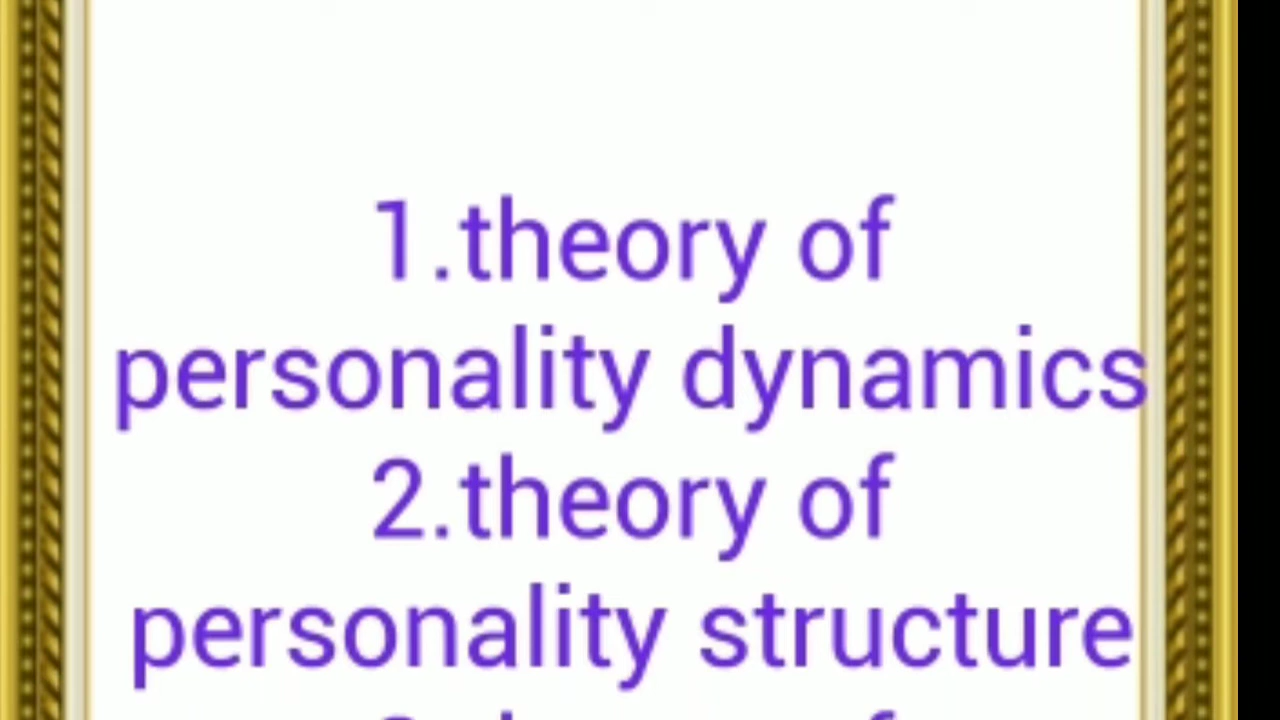 1.theory of
personality dynamics
2.theory of
personality structure